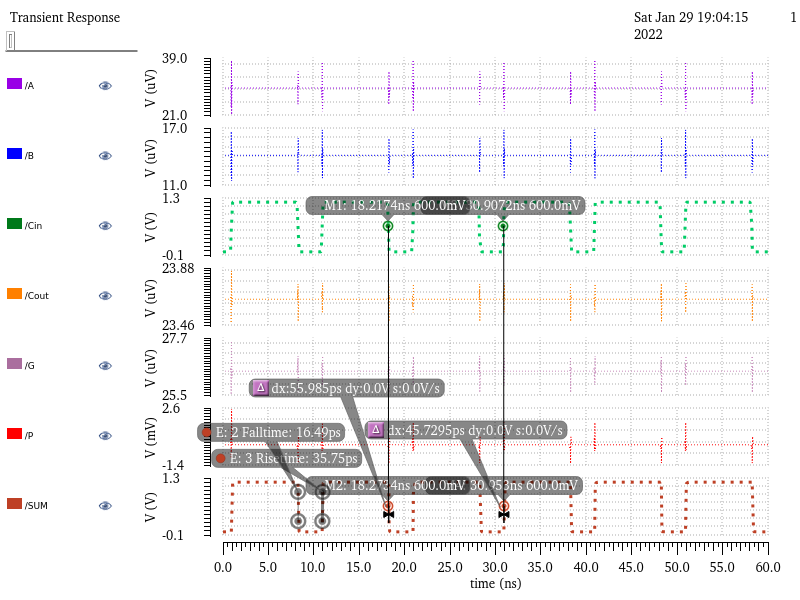 Transient Response
Sat Jan 29 19:04:15 2022
1
/A
V (uV)
39.0
21.0
/B
V (uV)
17.0
11.0
/Cin
V (V)
1.3
-0.1
M1: 18.2174ns 600.0mV
30.9072ns 600.0mV
/Cout
V (uV)
23.88
23.46
/G
V (uV)
27.7
25.5
Δ dx:55.985ps dy:0.0V s:0.0V/s
/P
V (mV)
2.6
-1.4
E: 2 Falltime: 16.49ps
Δ dx:45.7295ps dy:0.0V s:0.0V/s
E: 3 Risetime: 35.75ps
/SUM
V (V)
1.3
-0.1
M2: 18.2734ns 600.0mV
30.953ns 600.0mV
0.0 5.0 10.0 15.0 20.0 25.0 30.0 35.0 40.0 45.0 50.0 55.0 60.0
time (ns)